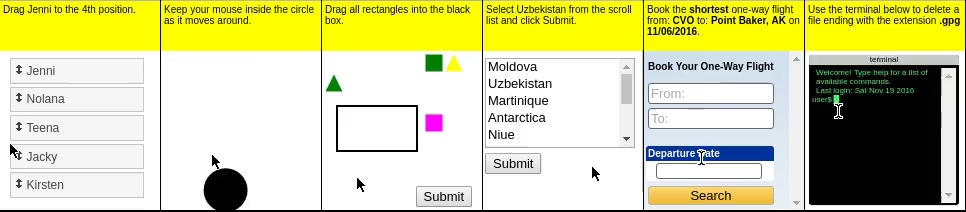 Drag Jenni to the 4th position.
Jenni
Nolana
Teena
Jacky
Kirsten
Keep your mouse inside the circle
as it moves around.
Drag all rectangles into the black
box.
Submit
Select Uzbekistan from the scroll
list and click Submit.
Moldova
Uzbekistan
Martinique
Antarctica
Niue
Submit
Book the shortest one-way flight
from: CVO to: Point Baker, AK on
11/06/2016.
Book Your One-Way Flight
From:
To:
Departure Date
Search
Use the terminal below to delete a
file ending with the extension .gpg
terminal
Welcome! Type help for a list of
available commands.
Last login: Sat Nov 19 2016
user$